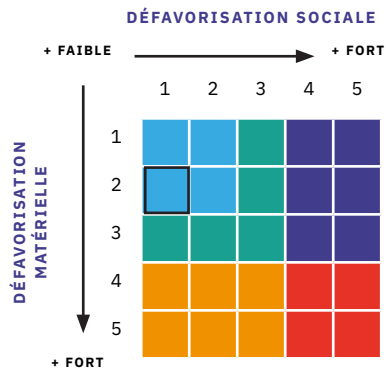 DÉFAVORISATION SOCIALE
+ FAIBLE
+ FORT
1 2 3 4 5
DÉFAVORISATION
MATÉRIELLE
1
2
3
4
5
+ FORT